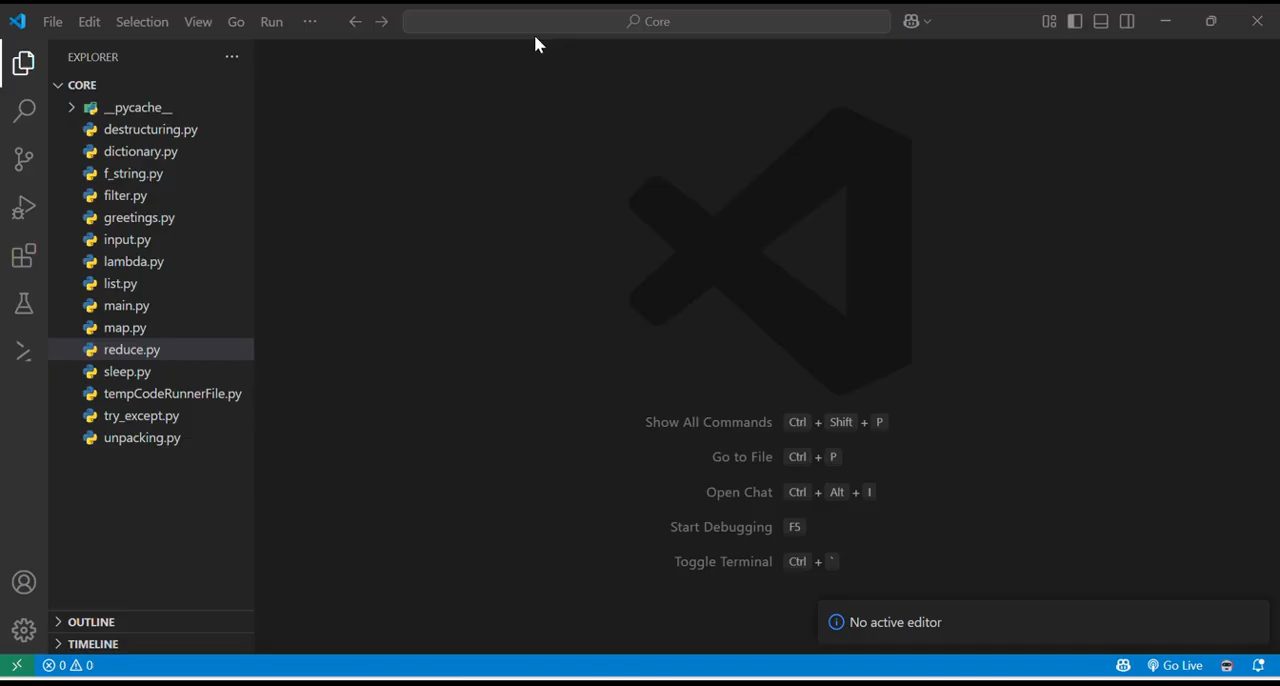 File Edit Selection View Go Run ···
Core
EXPLORER ···
CORE
__pycache__
destructuring.py
dictionary.py
f_string.py
filter.py
greetings.py
input.py
lambda.py
list.py
main.py
map.py
reduce.py
sleep.py
tempCodeRunnerFile.py
try_except.py
unpacking.py
OUTLINE
TIMELINE
Show All Commands Ctrl + Shift + P
Go to File Ctrl + P
Open Chat Ctrl + Alt + I
Start Debugging F5
Toggle Terminal Ctrl + `
No active editor
0 0
Go Live